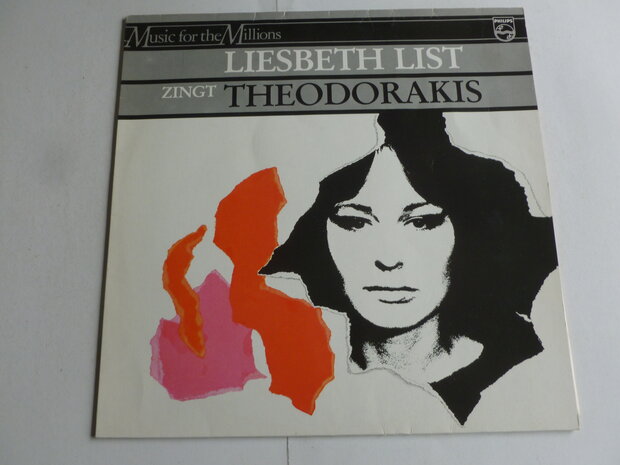 Music for the Millions
PHILIPS
LIESBETH LIST
ZINGT THEODORAKIS